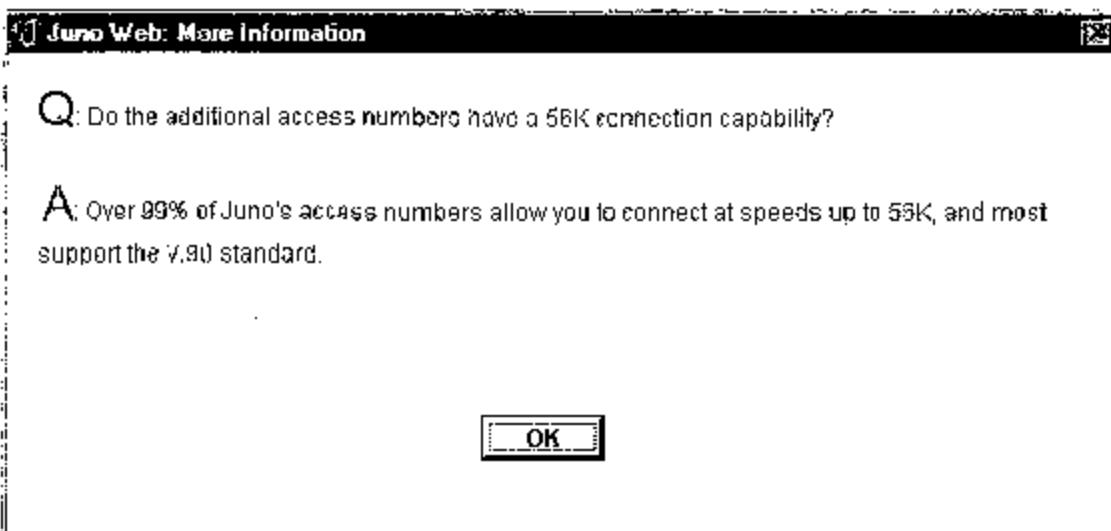 Juno Web: More Information
Q: Do the additional access numbers have a 56K connection capability?
A: Over 99% of Juno's access numbers allow you to connect at speeds up to 56K, and most
support the V.90 standard.
OK